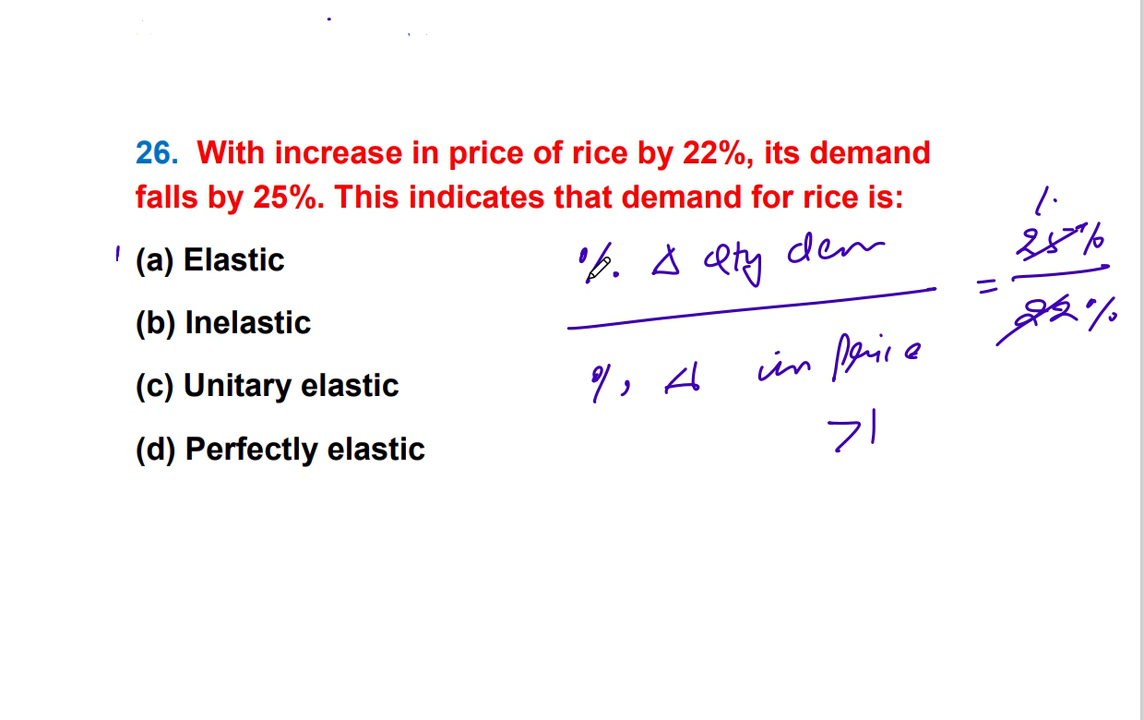 26. With increase in price of rice by 22%, its demand
falls by 25%. This indicates that demand for rice is:
(a) Elastic
(b) Inelastic
(c) Unitary elastic
(d) Perfectly elastic
%. Δ Qty dem
%, Δ in Price
= 25% 
22%
1.
>1